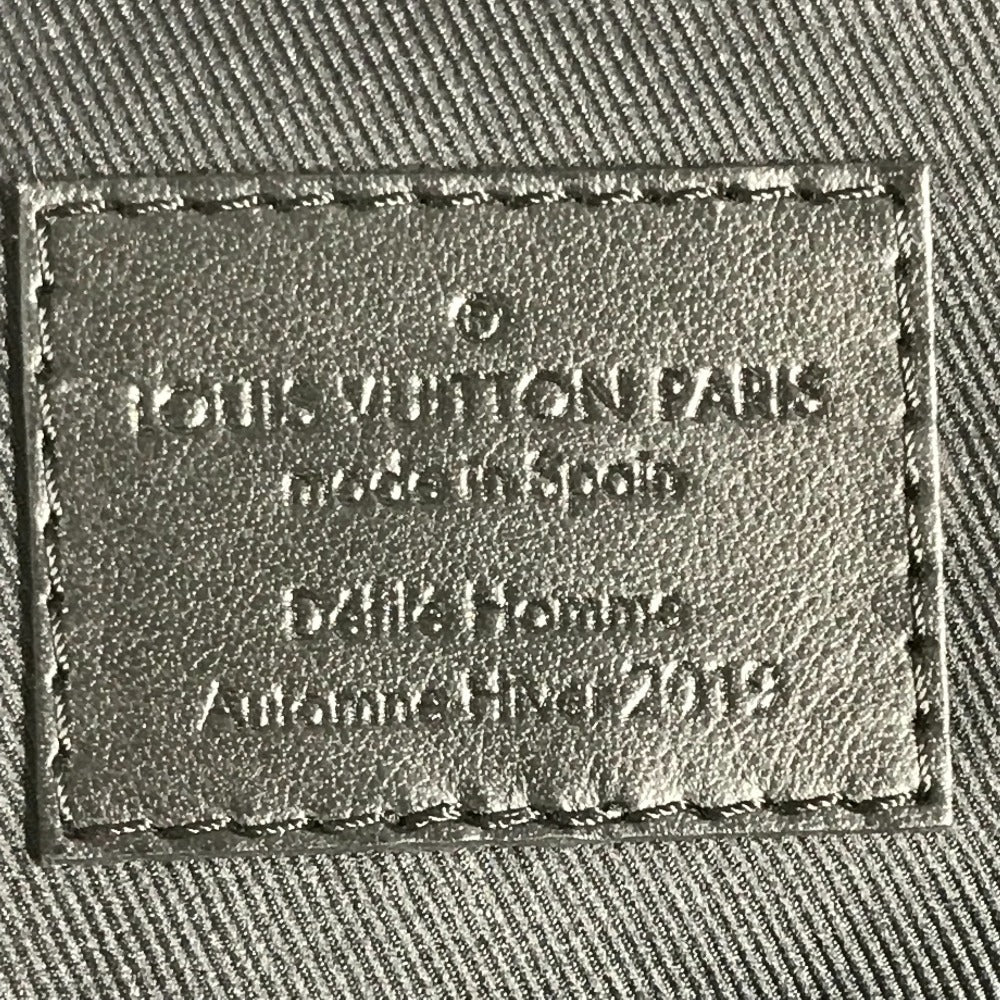 ®
LOUIS VUITTON PARIS
made in Spain
Défilé Homme
Automne Hiver 2019